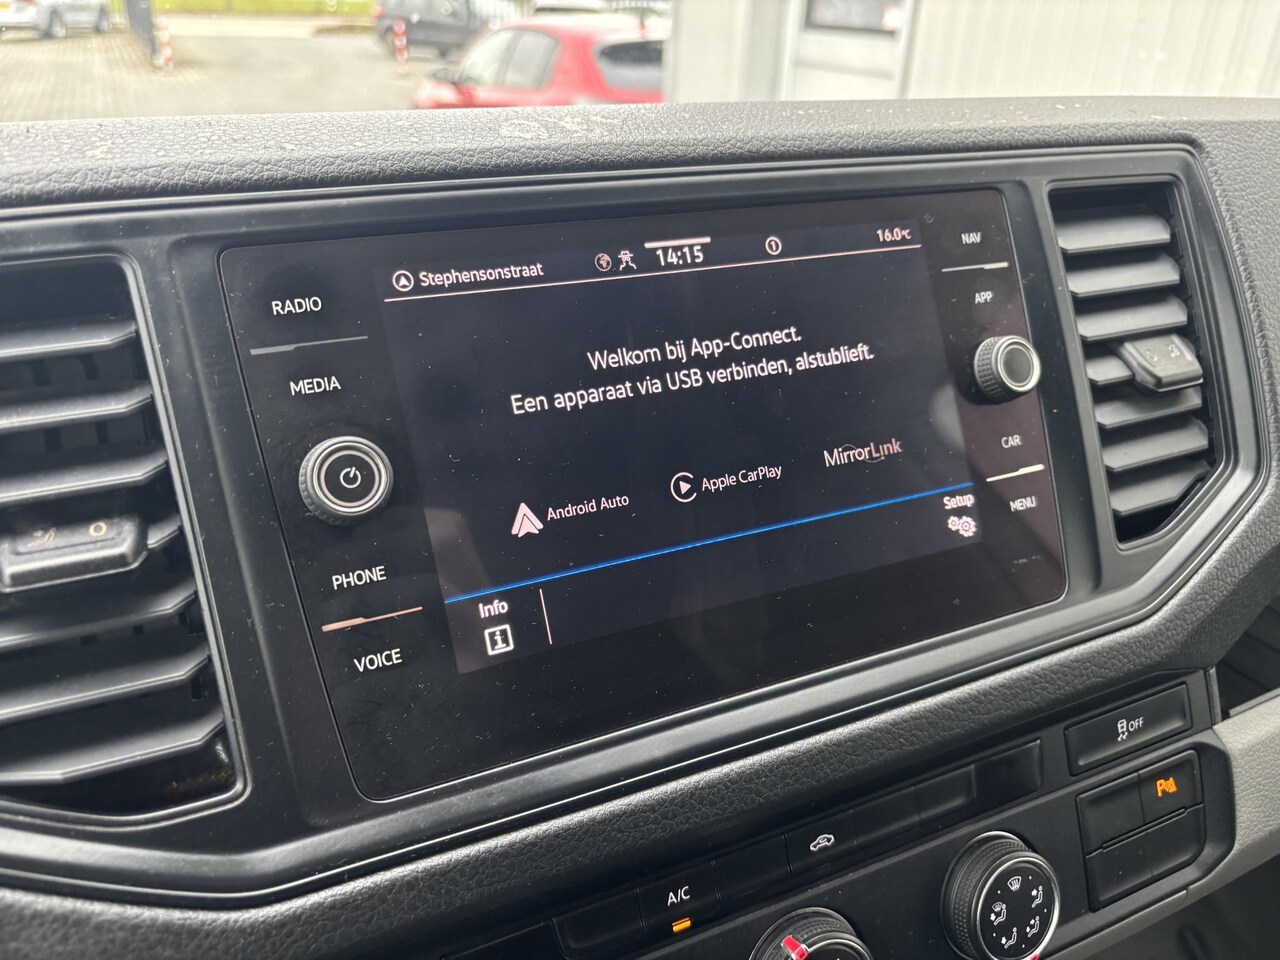 Stephensonstraat
14:15
1
16.0°C
NAV
APP
RADIO
MEDIA
Welkom bij App-Connect.
Een apparaat via USB verbinden, alstublieft.
Android Auto
Apple CarPlay
MirrorLink
CAR
MENU
Setup
PHONE
VOICE
Info
i
OFF
P
A/C